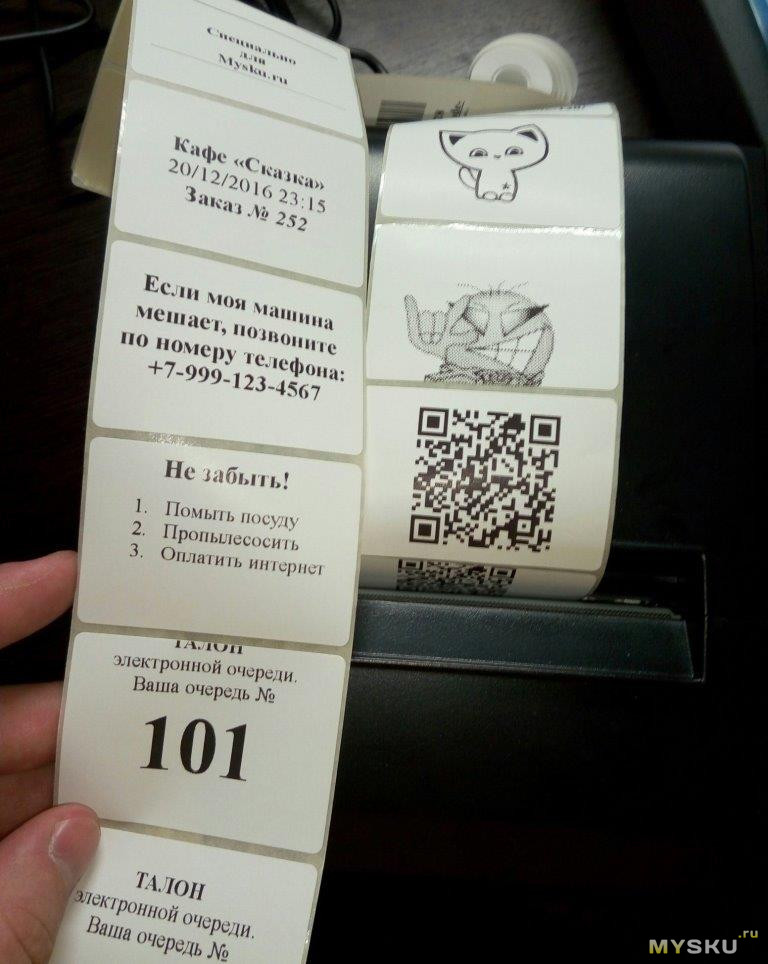 Специально
для
Mysku.ru
Кафе «Сказка»
20/12/2016 23:15
Заказ № 252
Если моя машина
мешает, позвоните
по номеру телефона:
+7-999-123-4567
Не забыть!
1. Помыть посуду
2. Пропылесосить
3. Оплатить интернет
ТАЛОН
электронной очереди.
Ваша очередь №
101
ТАЛОН
электронной очереди.
Ваша очередь №
MYSKU.ru